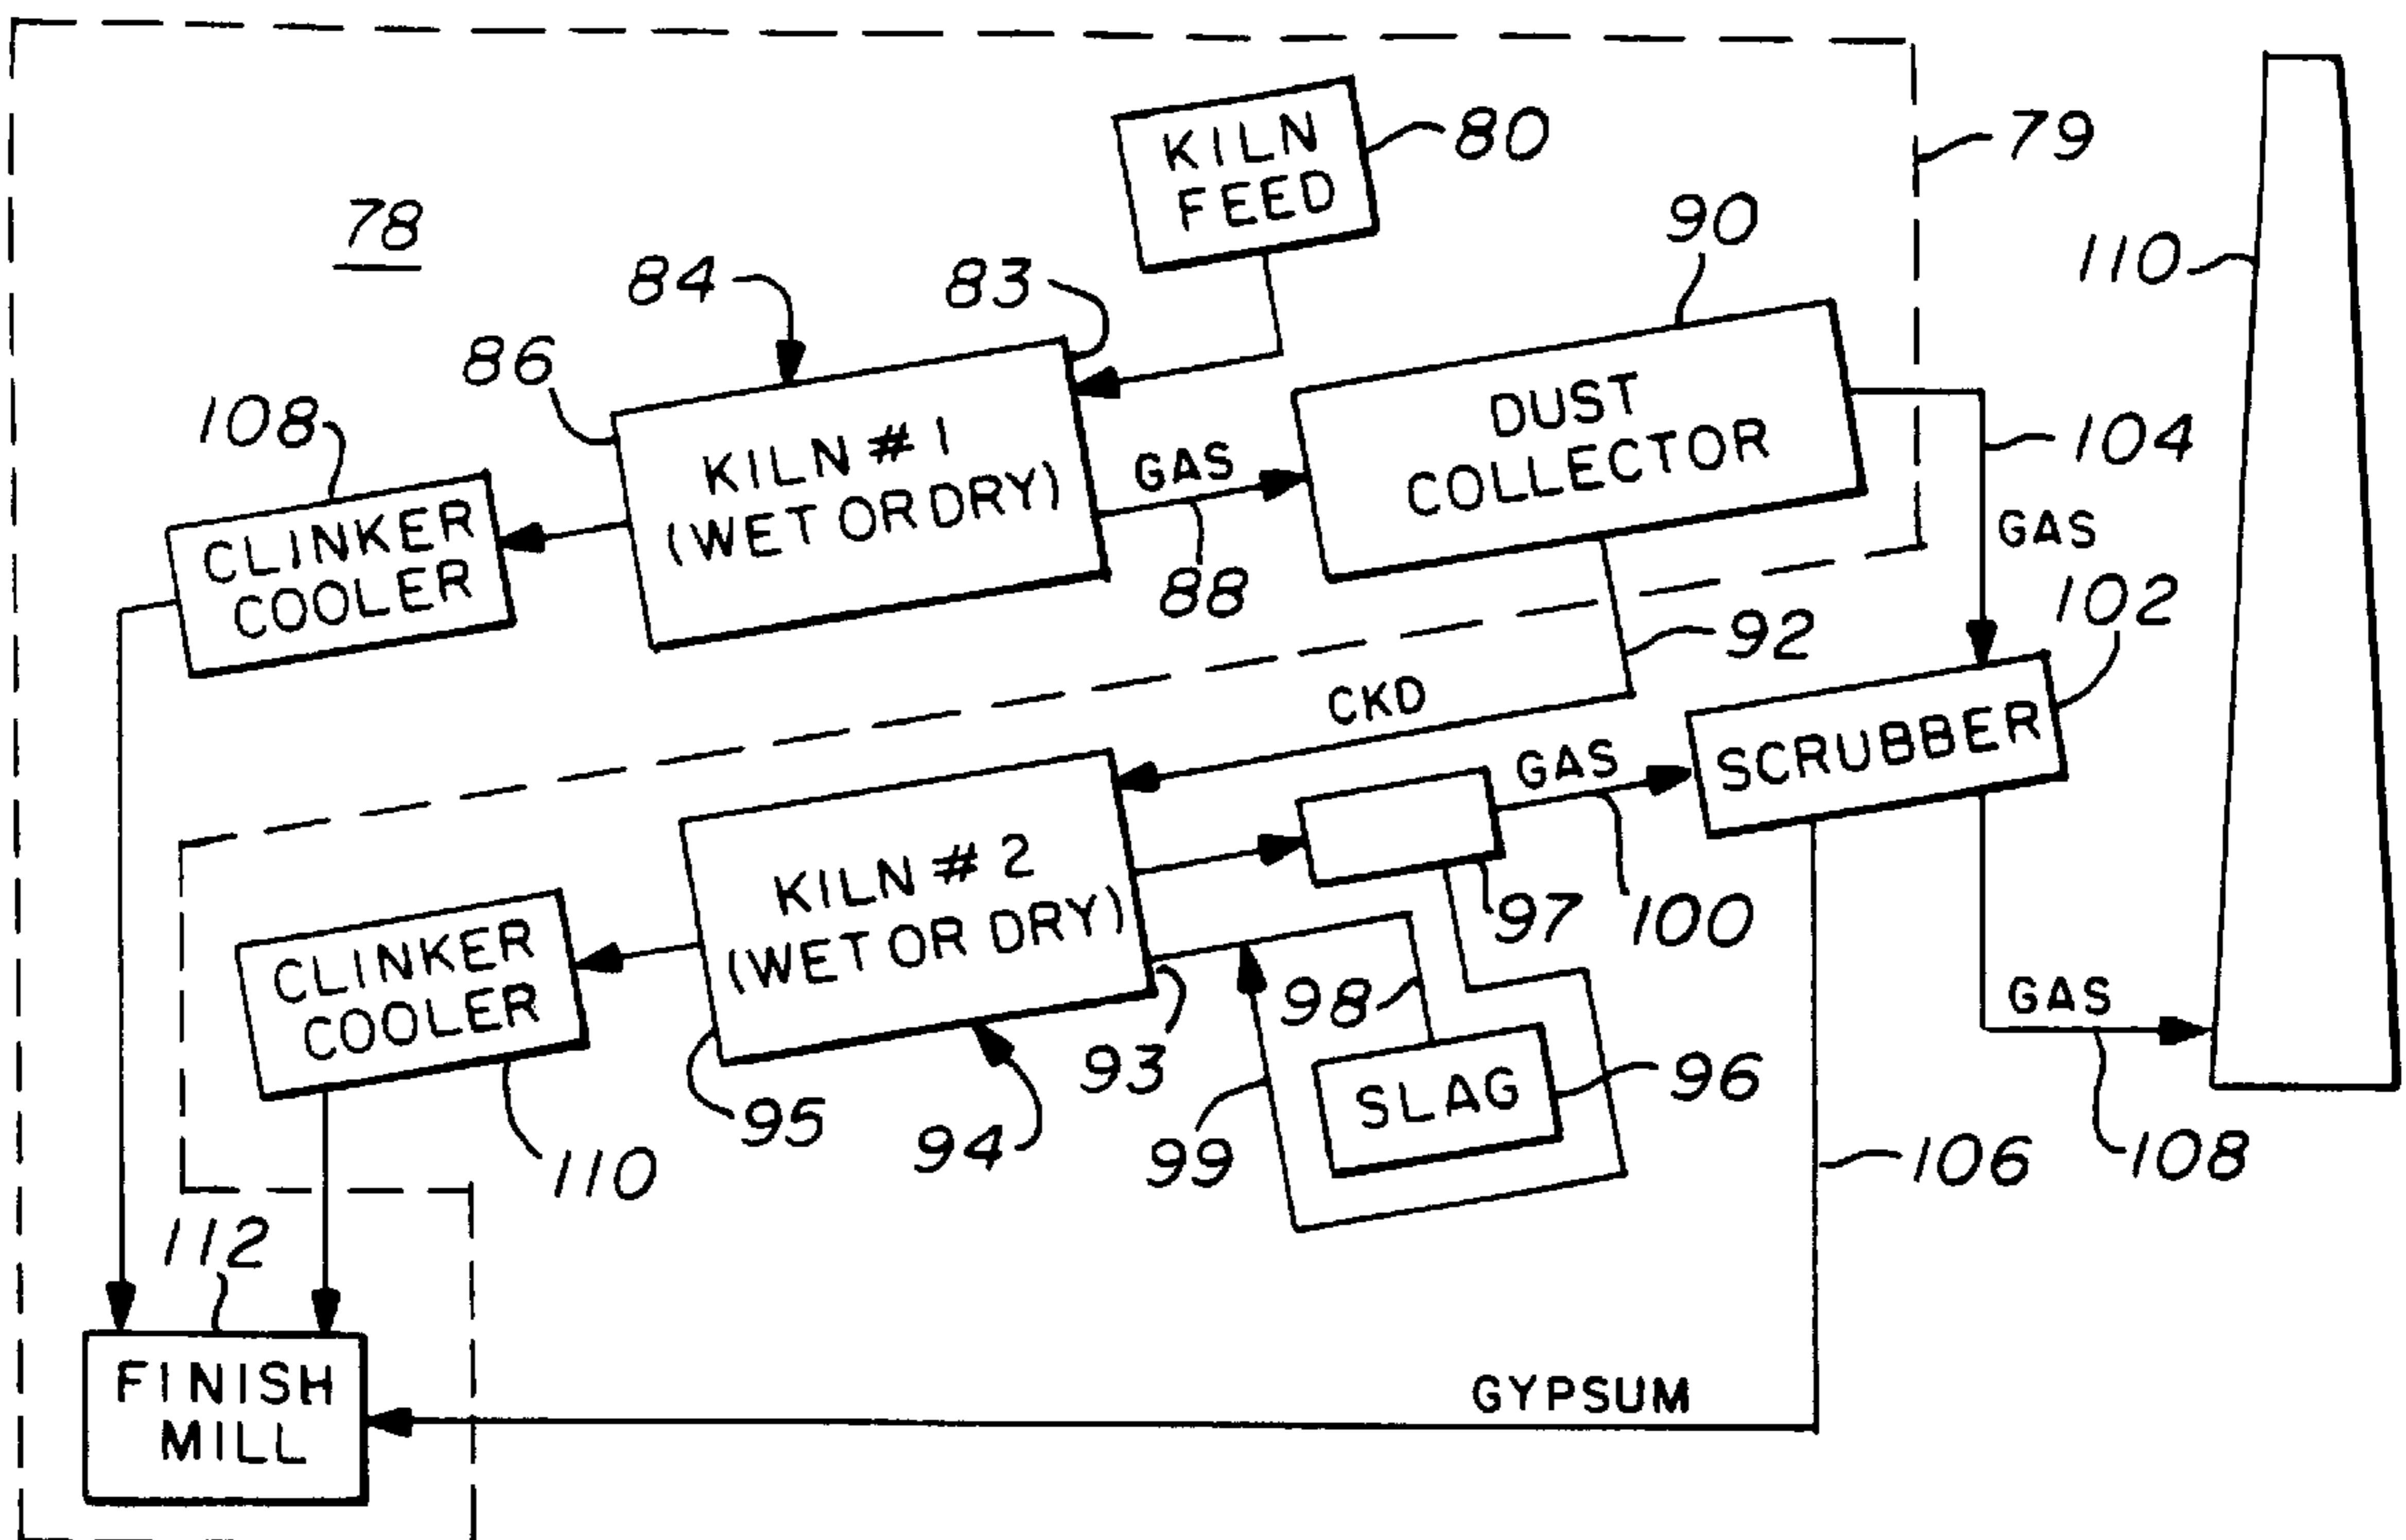 KILN
FEED
80
79
78
90
110
84
83
86
108
DUST
COLLECTOR
104
KILN # 1
(WET OR DRY)
GAS
CLINKER
COOLER
GAS
88
102
92
CKD
SCRUBBER
GAS
KILN # 2
(WET OR DRY)
97
100
CLINKER
COOLER
98
GAS
93
SLAG
96
95
94
99
110
106
108
112
FINISH
MILL
GYPSUM